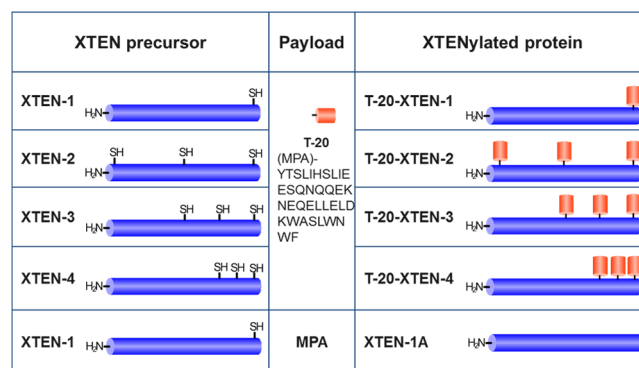 XTEN precursor
Payload
XTENylated protein
XTEN-1
SH
H₂N
T-20-XTEN-1
H₂N
XTEN-2
SH
SH
SH
H₂N
T-20
(MPA)-
YTSLIHSLIE
ESQNQQEK
NEQELLELD
KWASLWN
WF
T-20-XTEN-2
H₂N
XTEN-3
SH
SH
SH
H₂N
T-20-XTEN-3
H₂N
XTEN-4
SH
SH
SH
H₂N
T-20-XTEN-4
H₂N
XTEN-1
SH
H₂N
MPA
XTEN-1A
H₂N